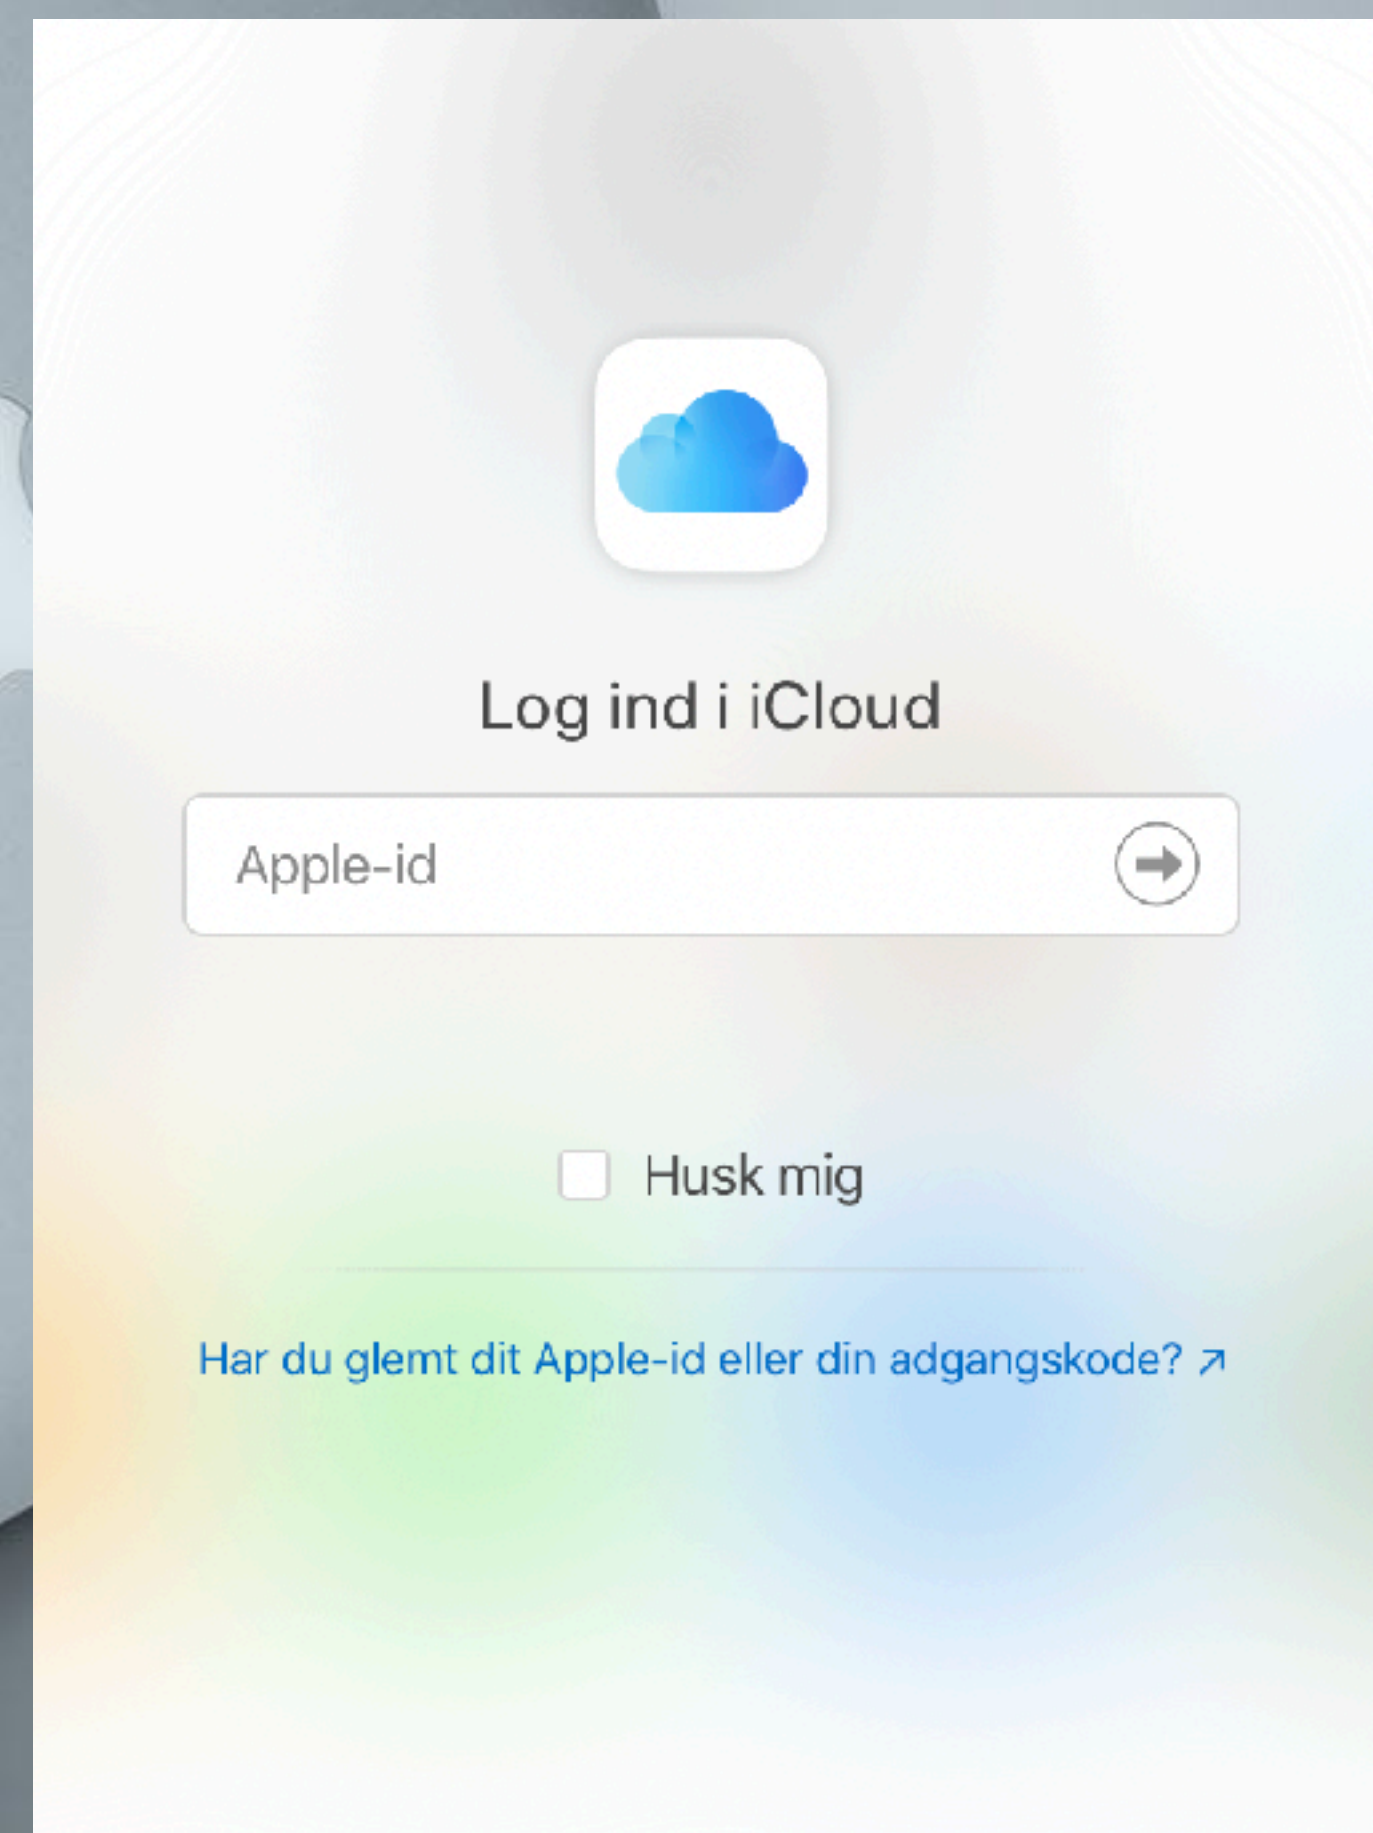 Log ind i iCloud
Apple-id
Husk mig
Har du glemt dit Apple-id eller din adgangskode? ↗